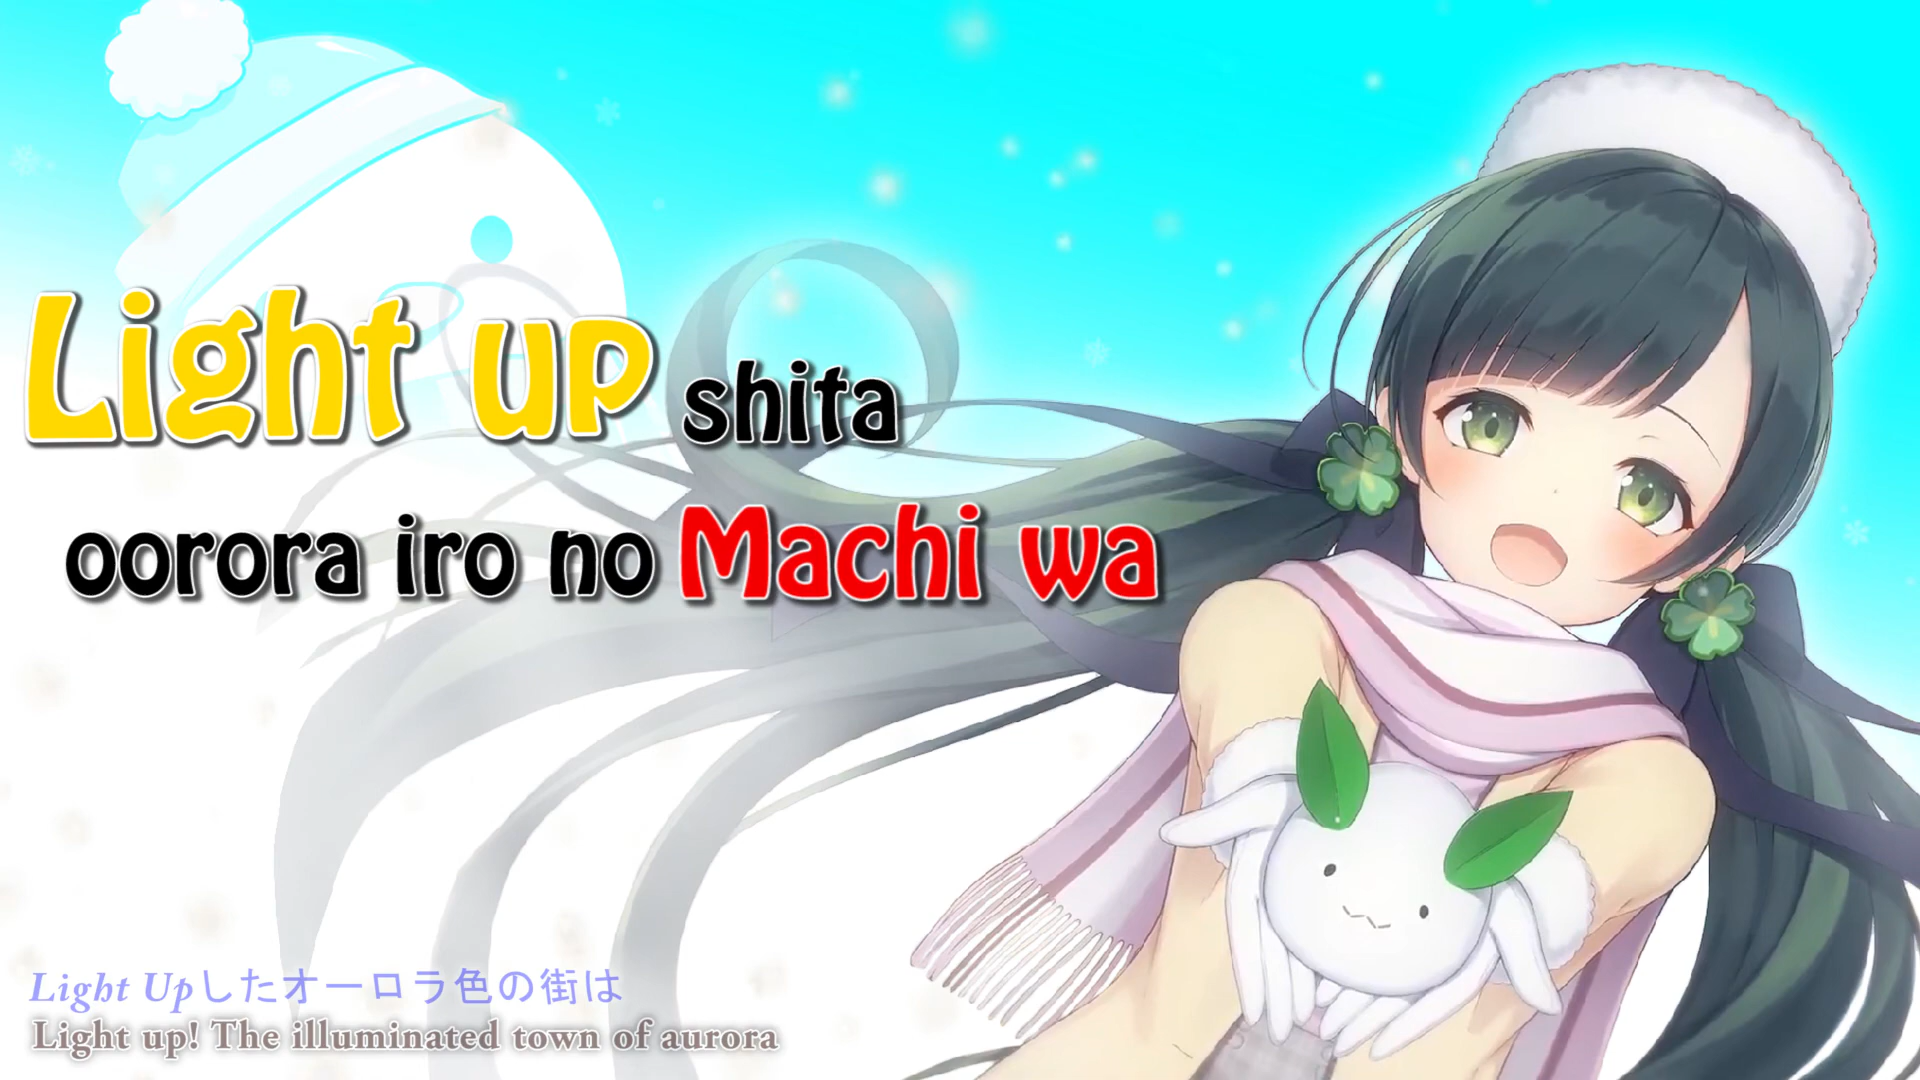 Light up shita
oorora iro no Machi wa
Light Upしたオーロラ色の街は
Light up! The illuminated town of aurora